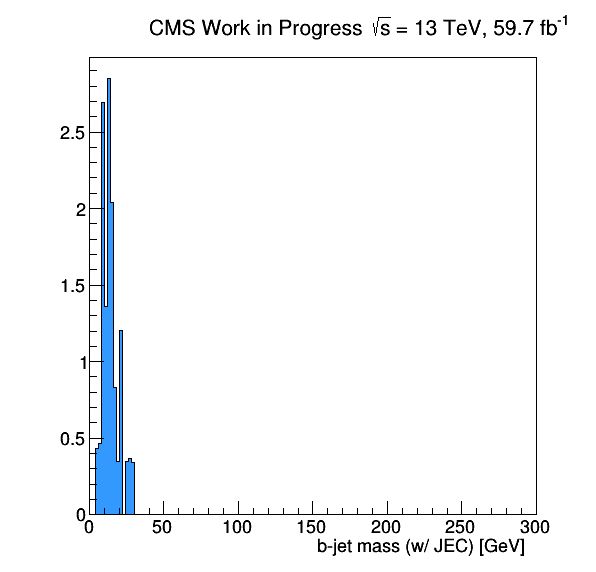 CMS Work in Progress √s = 13 TeV, 59.7 fb⁻¹
2.5
2
1.5
1
0.5
0
0 50 100 150 200 250 300
b-jet mass (w/ JEC) [GeV]